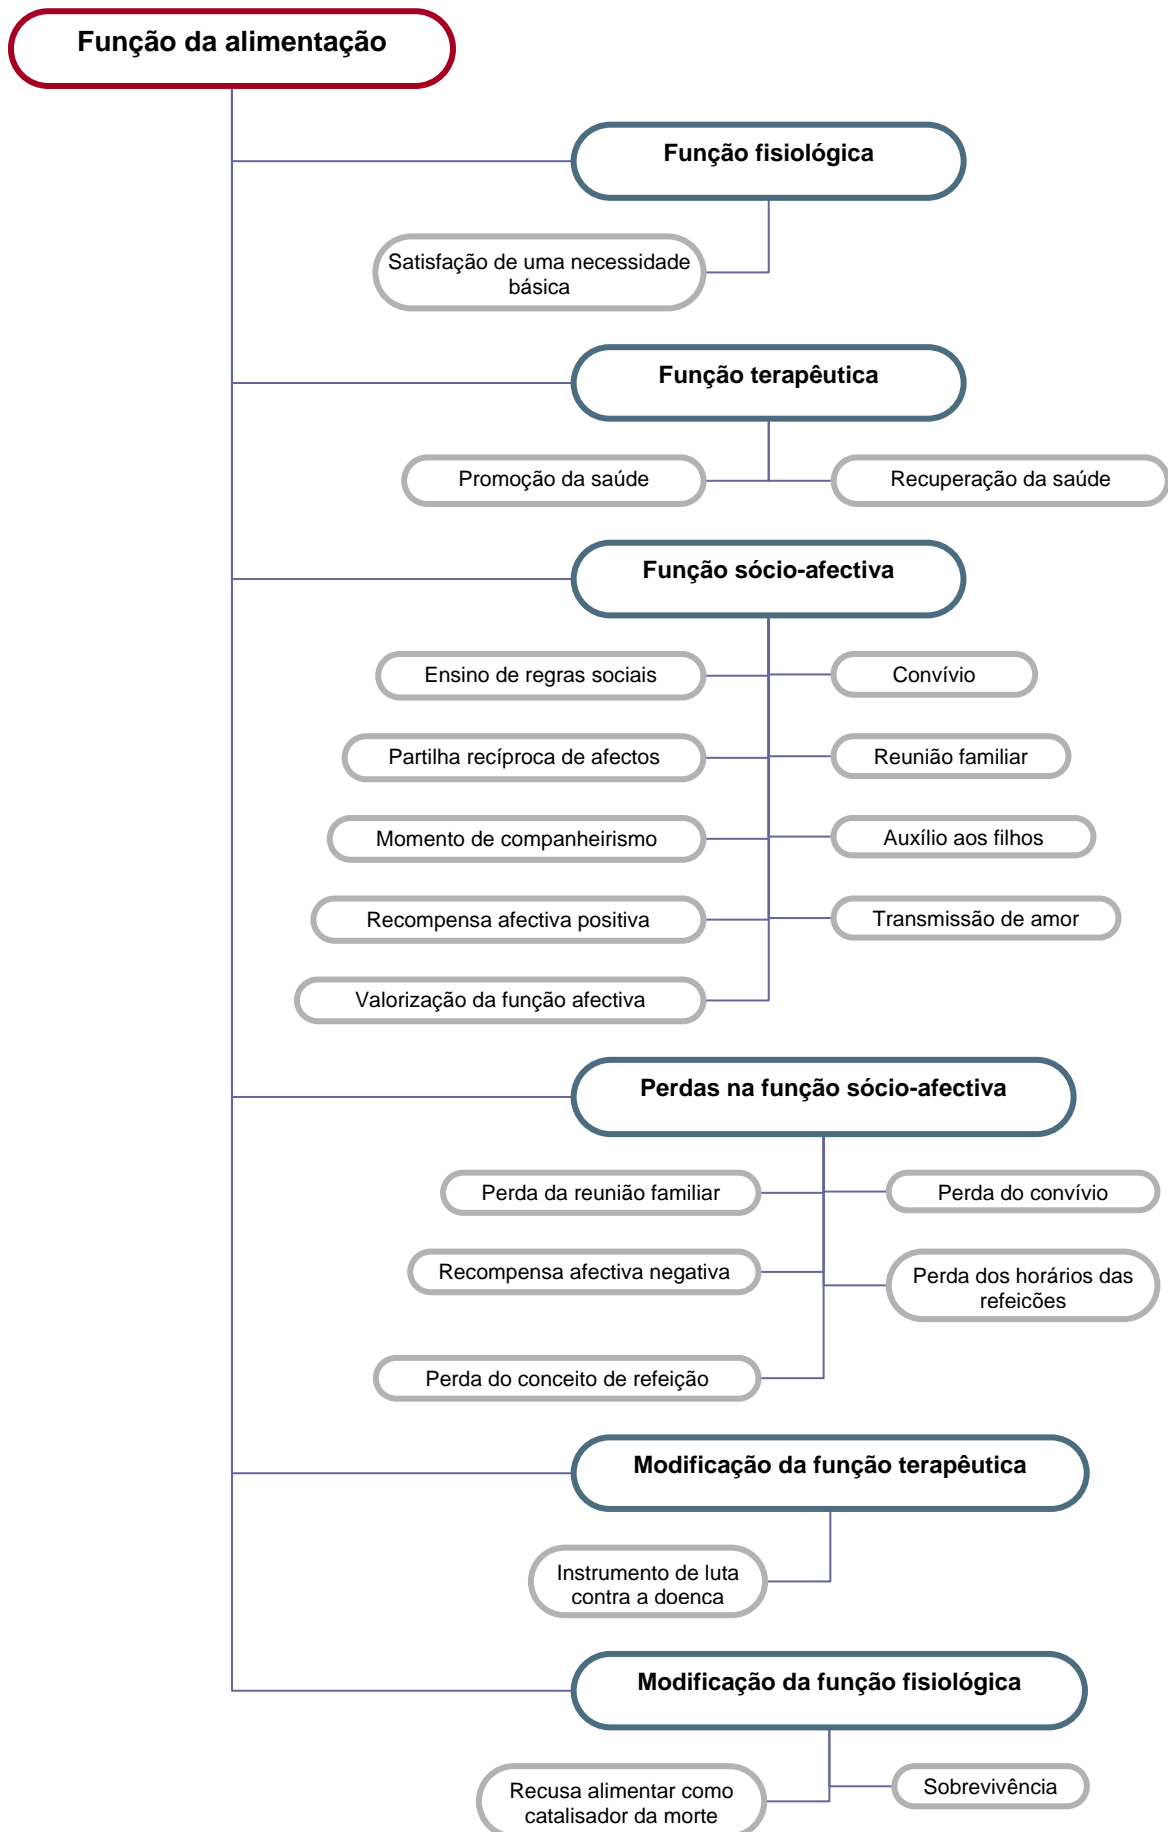 Função da alimentação
Função fisiológica
Satisfação de uma necessidade
básica
Função terapêutica
Promoção da saúde
Recuperação da saúde
Função sócio-afectiva
Ensino de regras sociais
Convívio
Partilha recíproca de afectos
Reunião familiar
Momento de companheirismo
Auxílio aos filhos
Recompensa afectiva positiva
Transmissão de amor
Valorização da função afectiva
Perdas na função sócio-afectiva
Perda da reunião familiar
Perda do convívio
Recompensa afectiva negativa
Perda dos horários das
refeições
Perda do conceito de refeição
Modificação da função terapêutica
Instrumento de luta
contra a doença
Modificação da função fisiológica
Recusa alimentar como
catalisador da morte
Sobrevivência